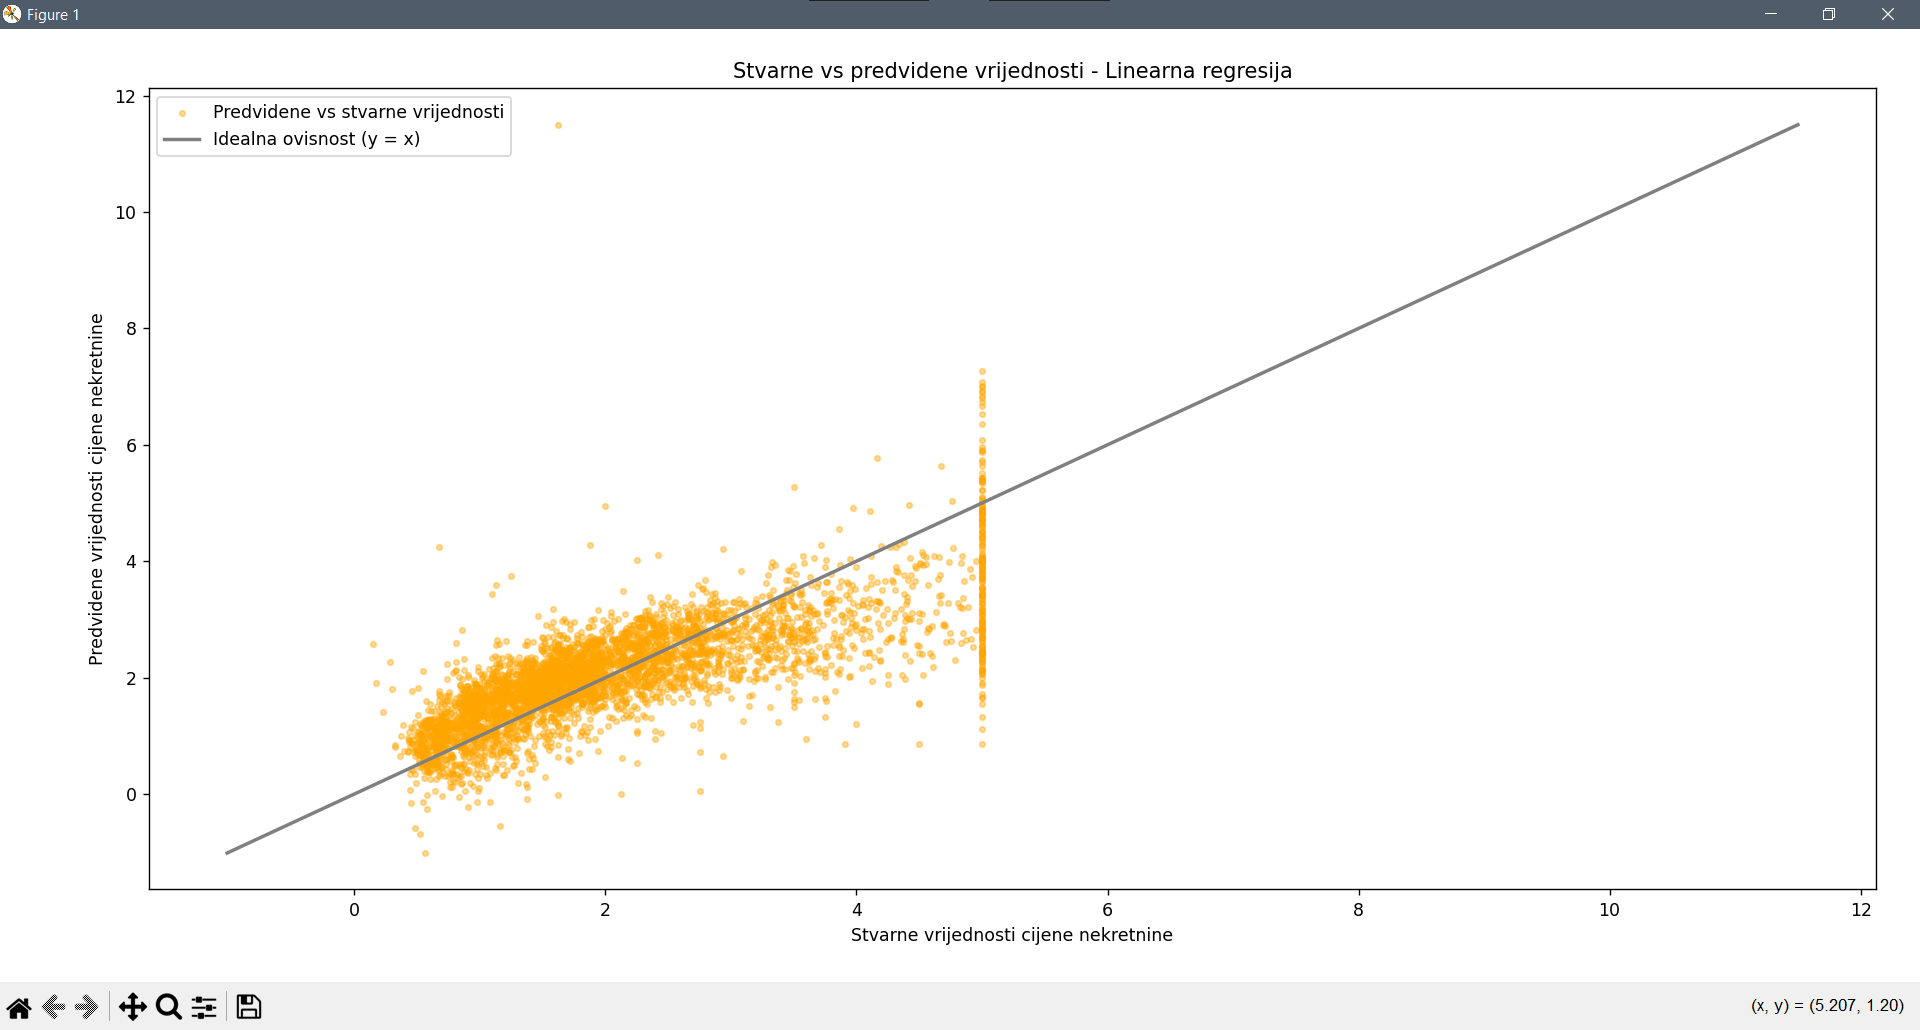 Figure 1
Stvarne vs predvidene vrijednosti - Linearna regresija
Predvidene vs stvarne vrijednosti
Idealna ovisnost (y = x)
Predvidene vrijednosti cijene nekretnine
12
10
8
6
4
2
0
0 2 4 6 8 10 12
Stvarne vrijednosti cijene nekretnine
(x, y) = (5.207, 1.20)